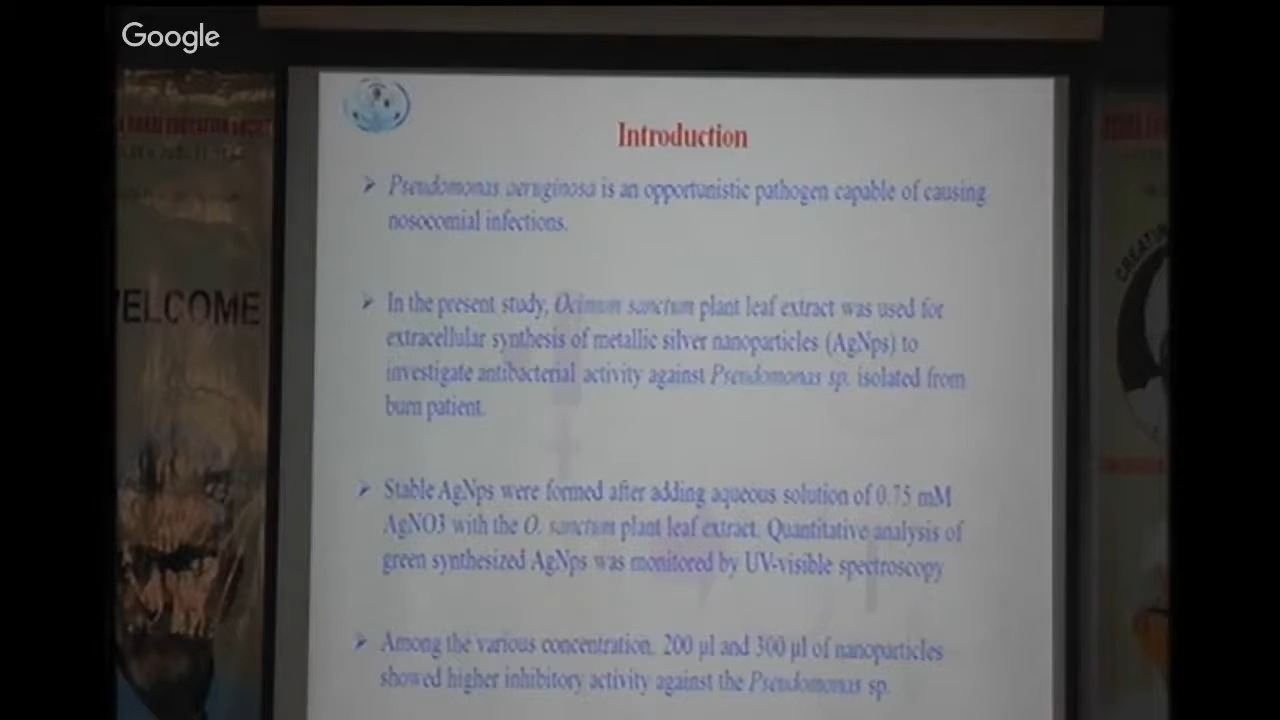 Google
Introduction
Pseudomonas aeruginosa is an opportunistic pathogen capable of causing
nosocomial infections.
WELCOME
In the present study, Ocimum sanctum plant leaf extract was used for
extracellular synthesis of metallic silver nanoparticles (AgNps) to
investigate antibacterial activity against Pseudomonas sp. isolated from
burn patient.
Stable AgNps were formed after adding aqueous solution of 0.75 mM
AgNO3 with the O. sanctum plant leaf extract. Quantitative analysis of
green synthesized AgNps was monitored by UV-visible spectroscopy
Among the various concentration, 200 µl and 300 µl of nanoparticles
showed higher inhibitory activity against the Pseudomonas sp.